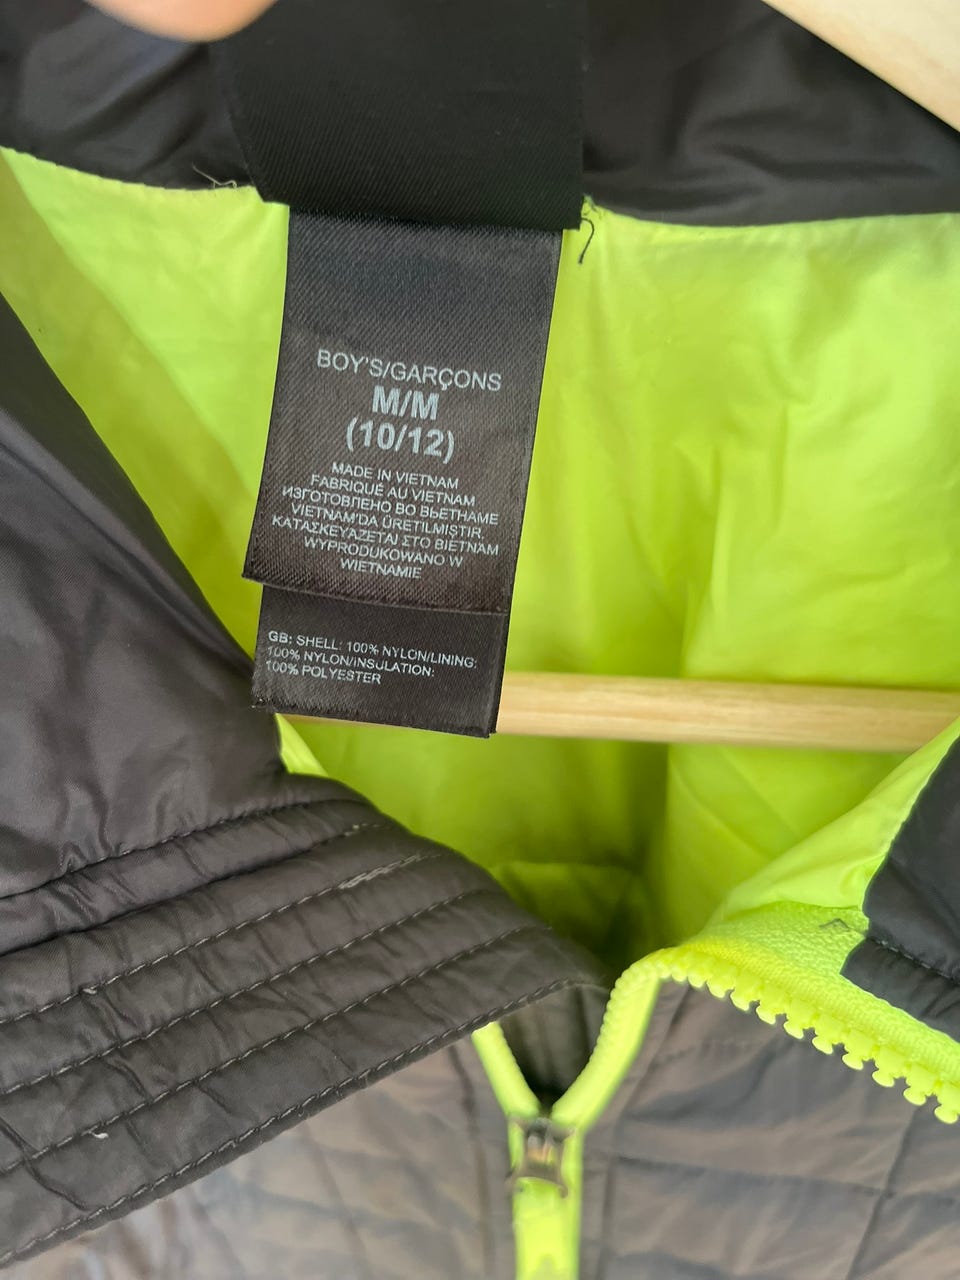 BOY'S/GARÇONS
M/M
(10/12)
MADE IN VIETNAM
FABRIQUÉ AU VIETNAM
ИЗГОТОВЛЕНО ВО ВЬЕТНАМЕ
VIETNAM'DA ÜRETILMIŞTIR.
ΚΑΤΑΣΚΕΥΑΖΕΤΑΙ ΣΤΟ ΒΙΕΤΝΑΜ
WYPRODUKOWANO W
WIETNAMIE
GB: SHELL: 100% NYLON/LINING:
100% NYLON/INSULATION:
100% POLYESTER